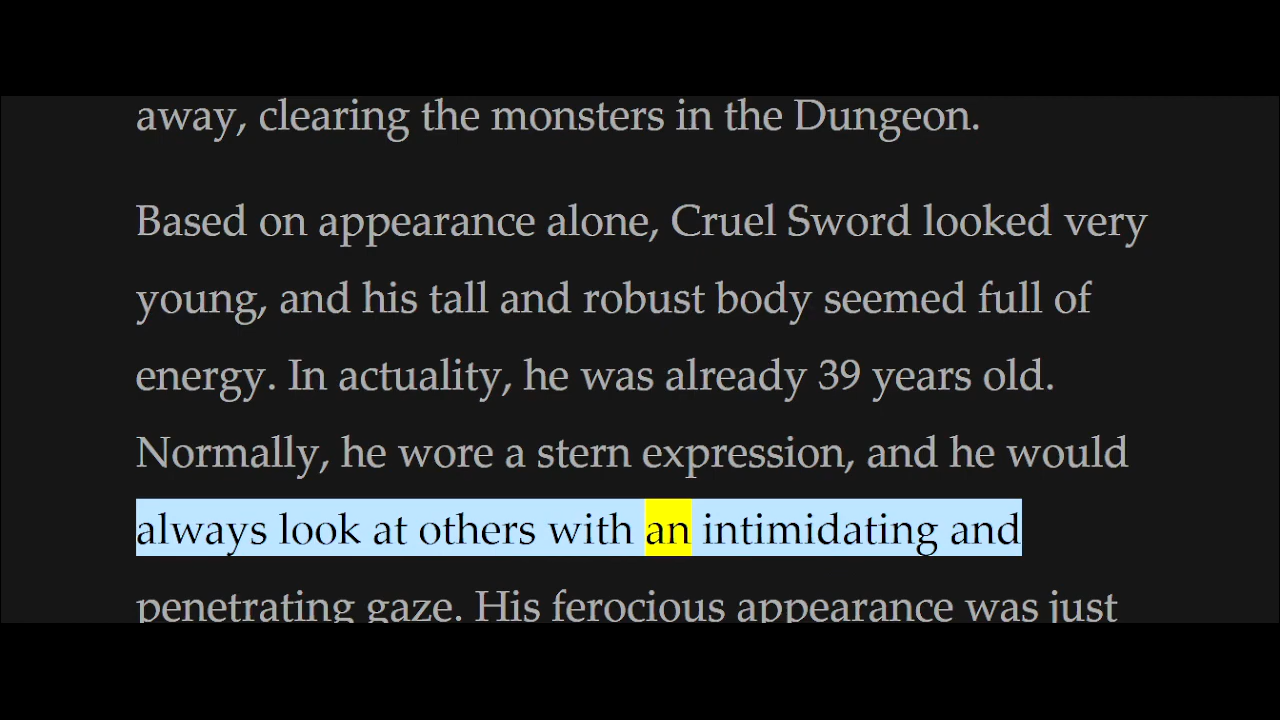 away, clearing the monsters in the Dungeon.
Based on appearance alone, Cruel Sword looked very
young, and his tall and robust body seemed full of
energy. In actuality, he was already 39 years old.
Normally, he wore a stern expression, and he would
always look at others with an intimidating and
penetrating gaze. His ferocious appearance was just